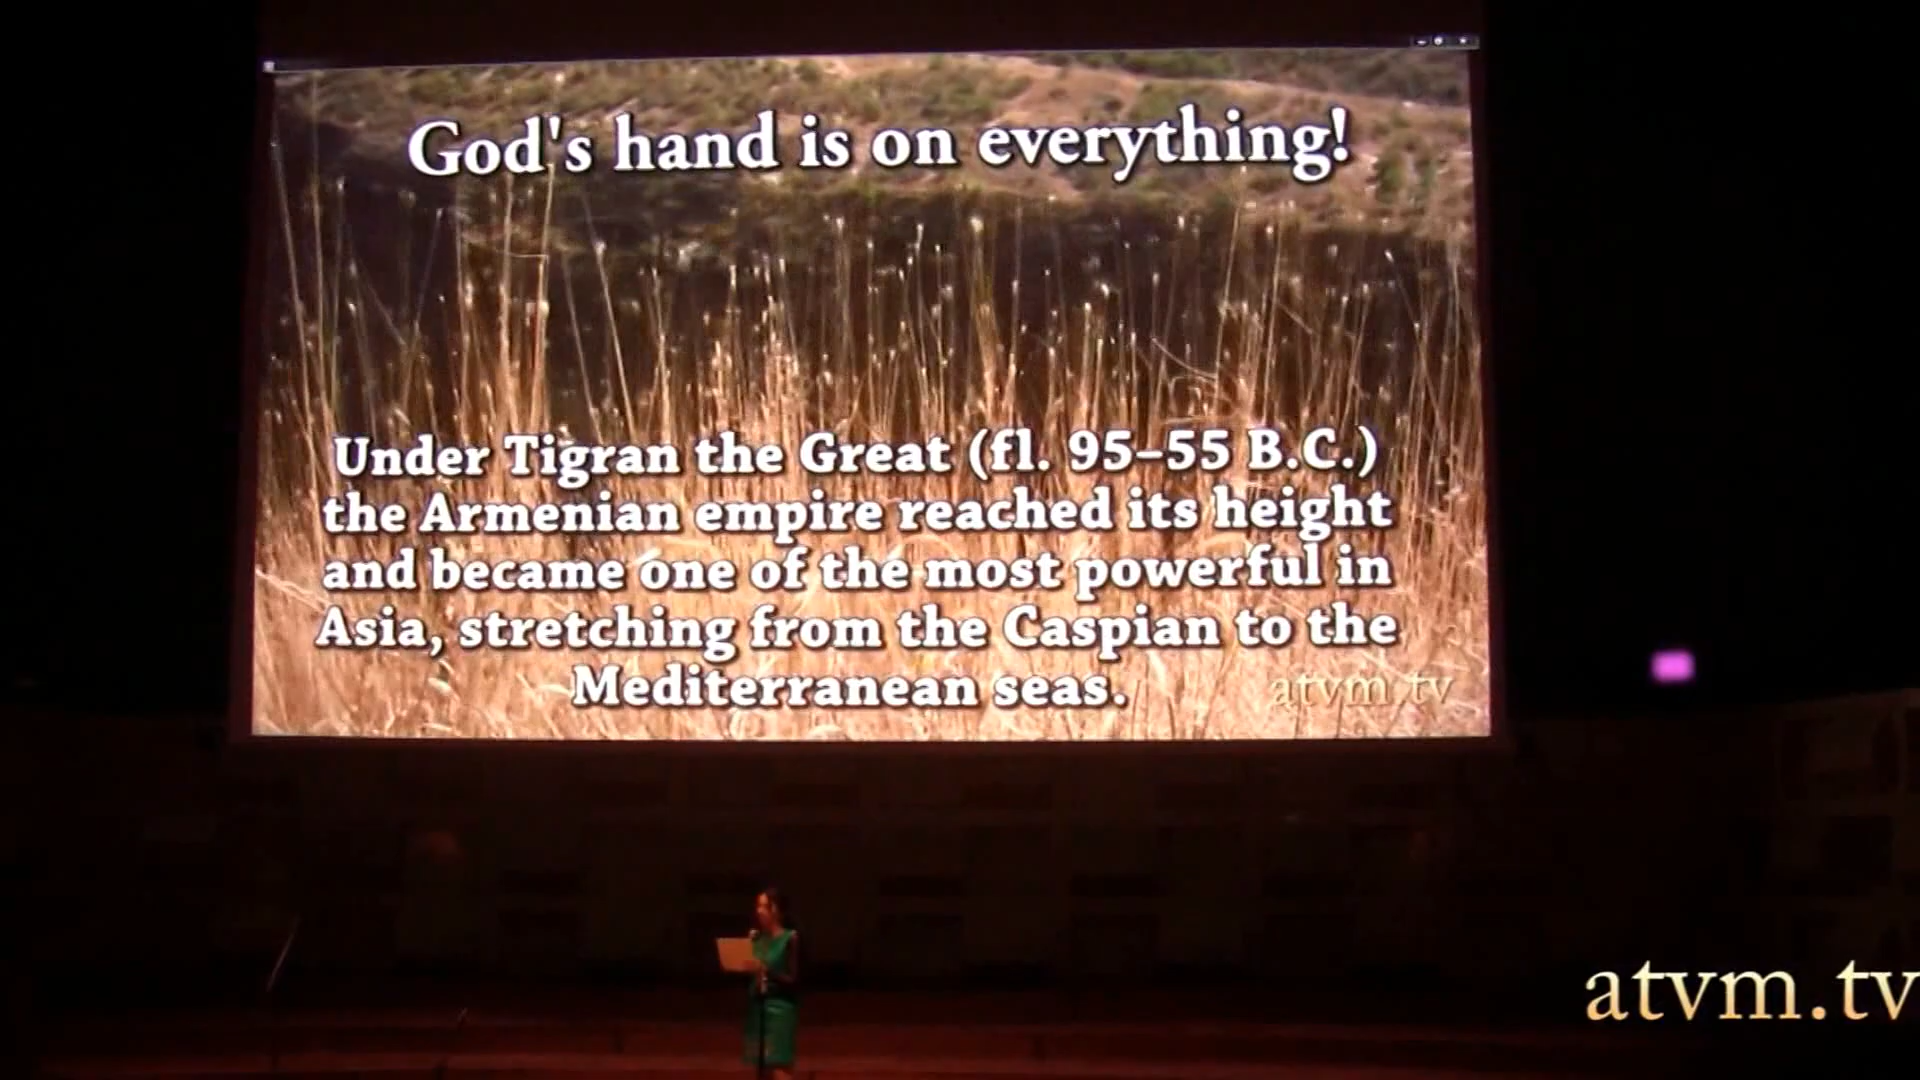 God's hand is on everything!
Under Tigran the Great (fl. 95–55 B.C.)
the Armenian empire reached its height
and became one of the most powerful in
Asia, stretching from the Caspian to the
Mediterranean seas.
atvm.tv
atvm.tv